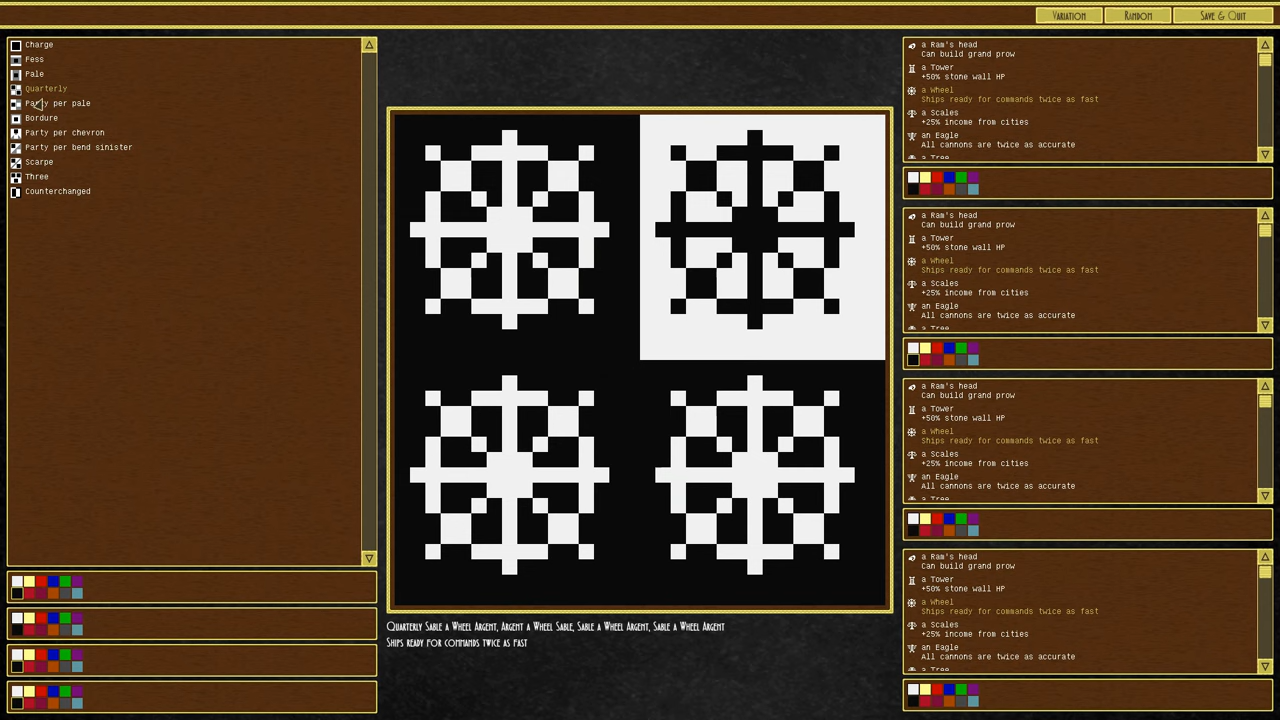 Variation
Random
Save & Quit
Charge
Fess
Pale
Quarterly
Party per pale
Bordure
Party per chevron
Party per bend sinister
Scarpe
Three
Counterchanged
Quarterly Sable a Wheel Argent, Argent a Wheel Sable, Sable a Wheel Argent, Sable a Wheel Argent
Ships ready for commands twice as fast
a Ram's head
Can build grand prow
a Tower
+50% stone wall HP
a Wheel
Ships ready for commands twice as fast
a Scales
+25% income from cities
an Eagle
All cannons are twice as accurate
a Tree
a Ram's head
Can build grand prow
a Tower
+50% stone wall HP
a Wheel
Ships ready for commands twice as fast
a Scales
+25% income from cities
an Eagle
All cannons are twice as accurate
a Tree
a Ram's head
Can build grand prow
a Tower
+50% stone wall HP
a Wheel
Ships ready for commands twice as fast
a Scales
+25% income from cities
an Eagle
All cannons are twice as accurate
a Tree
a Ram's head
Can build grand prow
a Tower
+50% stone wall HP
a Wheel
Ships ready for commands twice as fast
a Scales
+25% income from cities
an Eagle
All cannons are twice as accurate
a Tree